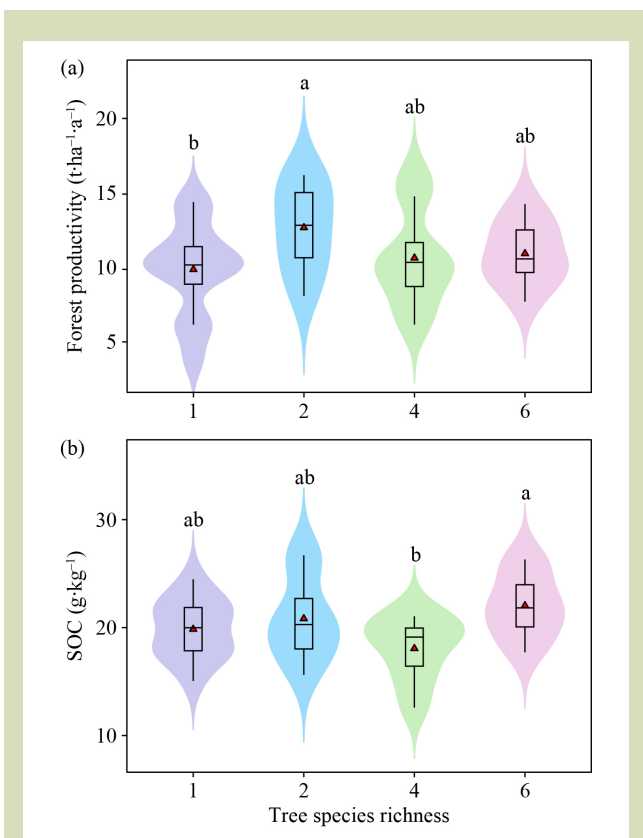 (a)
Forest productivity (t·ha⁻¹·a⁻¹)
20
15
10
5
b
a
ab
ab
1
2
4
6
(b)
SOC (g·kg⁻¹)
30
20
10
ab
ab
b
a
1
2
4
6
Tree species richness